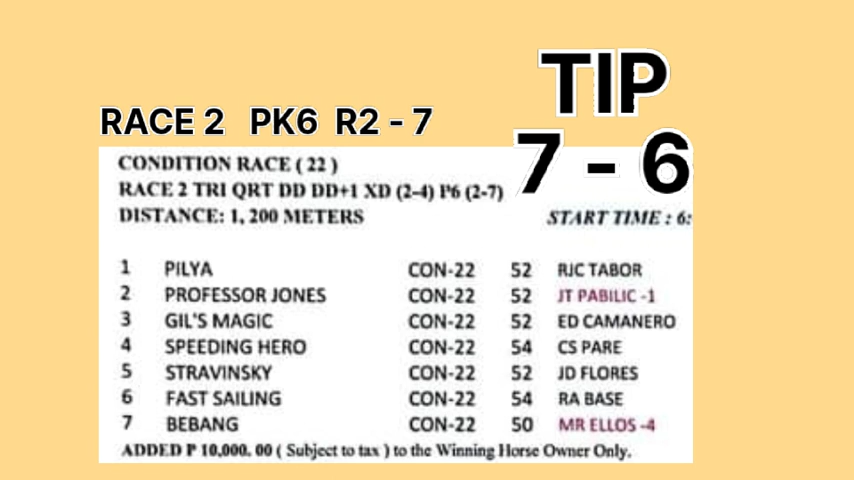 TIP
RACE 2 PK6 R2 - 7
7 - 6
CONDITION RACE ( 22 )
RACE 2 TRI QRT DD DD+1 XD (2-4) P6 (2-7)
DISTANCE: 1, 200 METERS START TIME : 6:
1 PILYA CON-22 52 RJC TABOR
2 PROFESSOR JONES CON-22 52 JT PABILIC -1
3 GIL'S MAGIC CON-22 52 ED CAMANERO
4 SPEEDING HERO CON-22 54 CS PARE
5 STRAVINSKY CON-22 52 JD FLORES
6 FAST SAILING CON-22 54 RA BASE
7 BEBANG CON-22 50 MR ELLOS -4
ADDED P 10,000. 00 ( Subject to tax ) to the Winning Horse Owner Only.